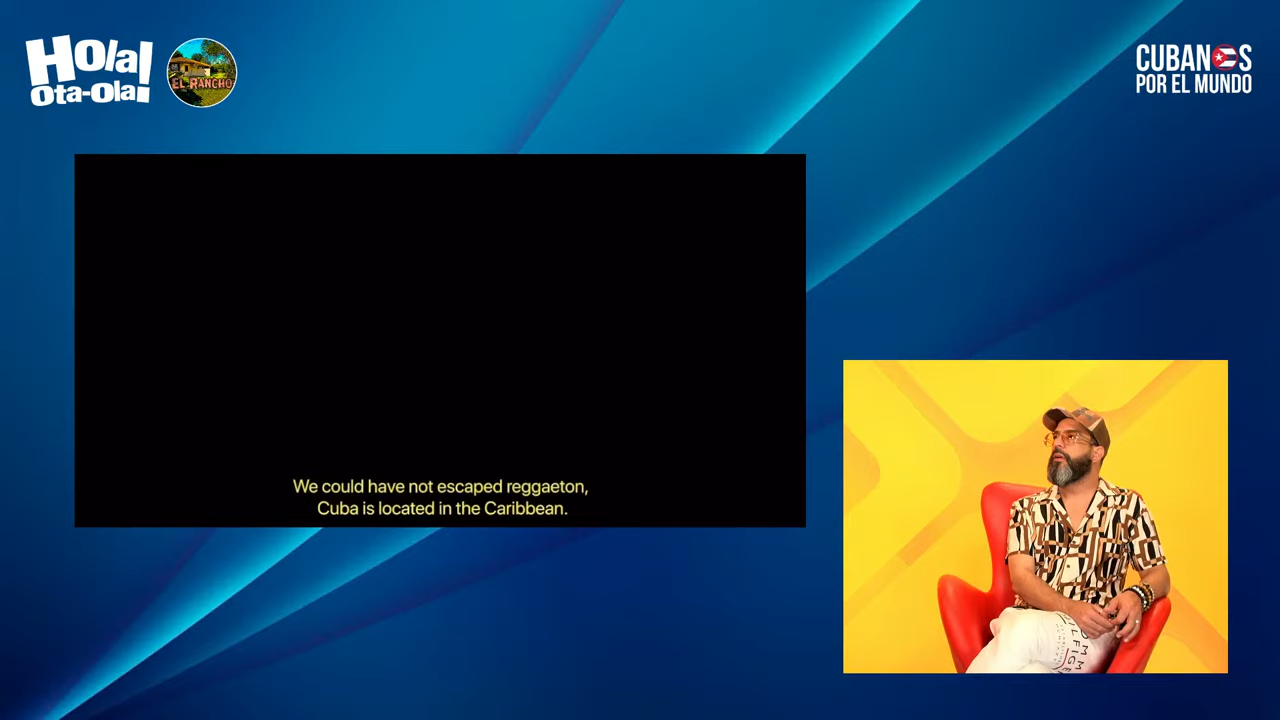 Hola!
Ota-Ola!
EL RANCHO
CUBANOS
POR EL MUNDO
We could have not escaped reggaeton,
Cuba is located in the Caribbean.